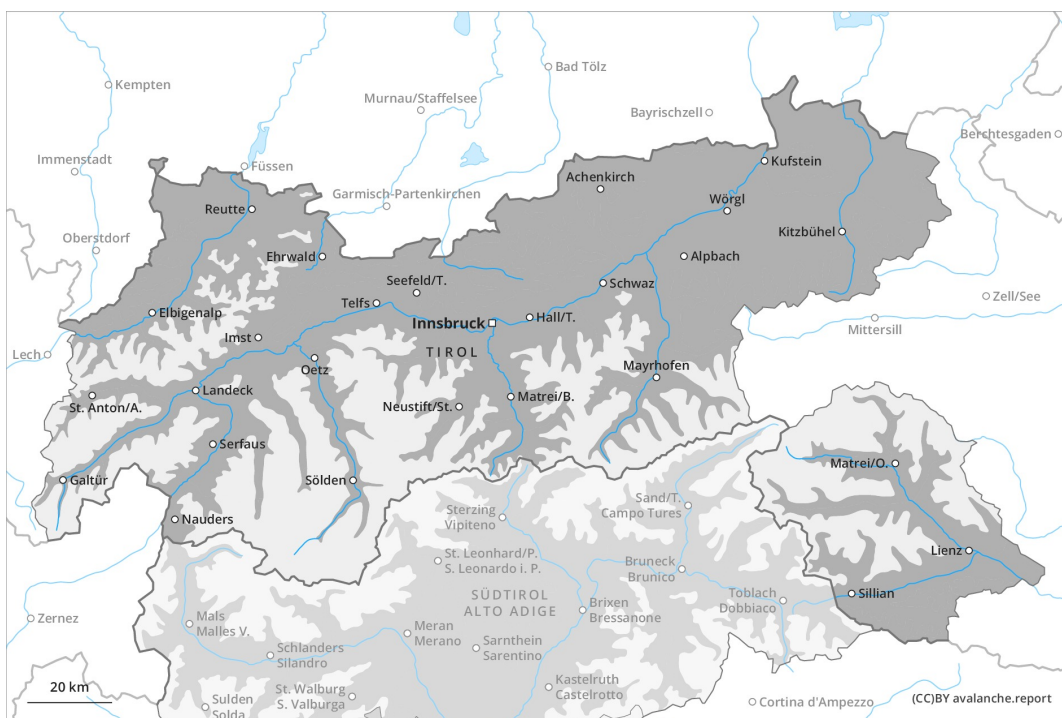 Kempten
Bad Tölz
Murnau/Staffelsee
Bayrischzell
Berchtesgaden
Immenstadt
Füssen
Kufstein
Achenkirch
Garmisch-Partenkirchen
Reutte
Wörgl
Oberstdorf
Kitzbühel
Ehrwald
Alpbach
Seefeld/T.
Schwaz
Zell/See
Telfs
Elbigenalp
Innsbruck
Hall/T.
Mittersill
Imst
Lech
TIROL
Oetz
Mayrhofen
Landeck
St. Anton/A.
Neustift/St.
Matrei/B.
Serfaus
Matrei/O.
Galtür
Sölden
Sand/T.
Campo Tures
Sterzing
Vipiteno
Nauders
Lienz
St. Leonhard/P.
S. Leonardo i. P.
Bruneck
Brunico
SÜDTIROL
ALTO ADIGE
Toblach
Dobbiaco
Sillian
Brixen
Bressanone
Zernez
Mals
Malles V.
Meran
Merano
Sarnthein
Sarentino
Schlanders
Silandro
Kastelruth
Castelrotto
20 km
St. Walburg
S. Valburga
Sulden
Solda
Cortina d'Ampezzo
(CC)BY avalanche.report